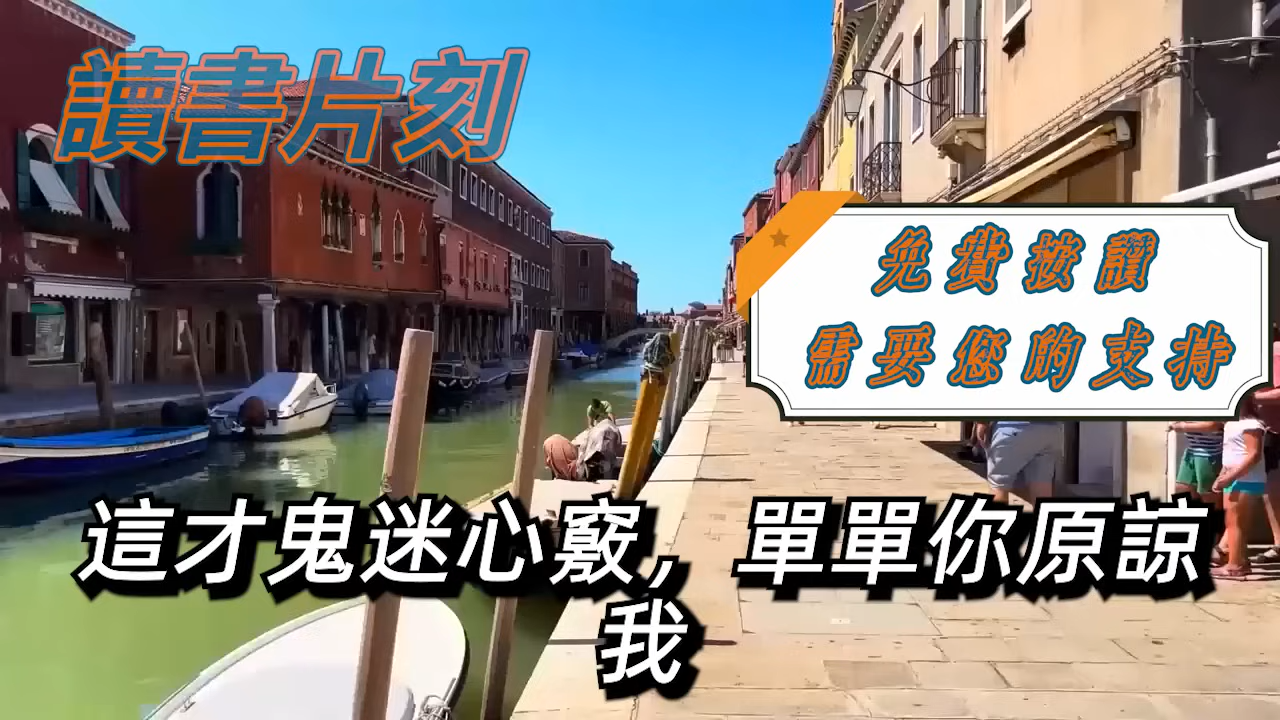 讀書片刻
免費按讚
需要您的支持
這才鬼迷心竅，單單你原諒
我